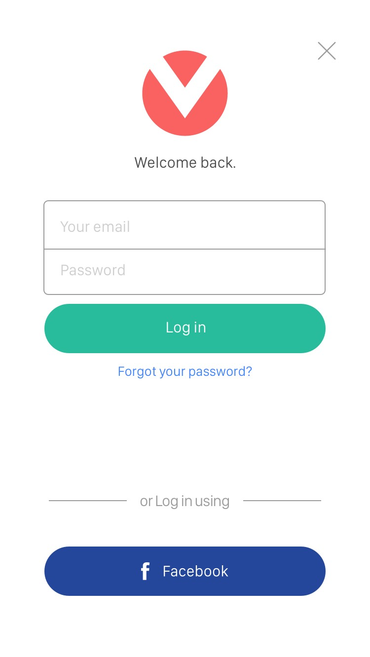 Welcome back.
Your email
Password
Log in
Forgot your password?
or Log in using
f Facebook